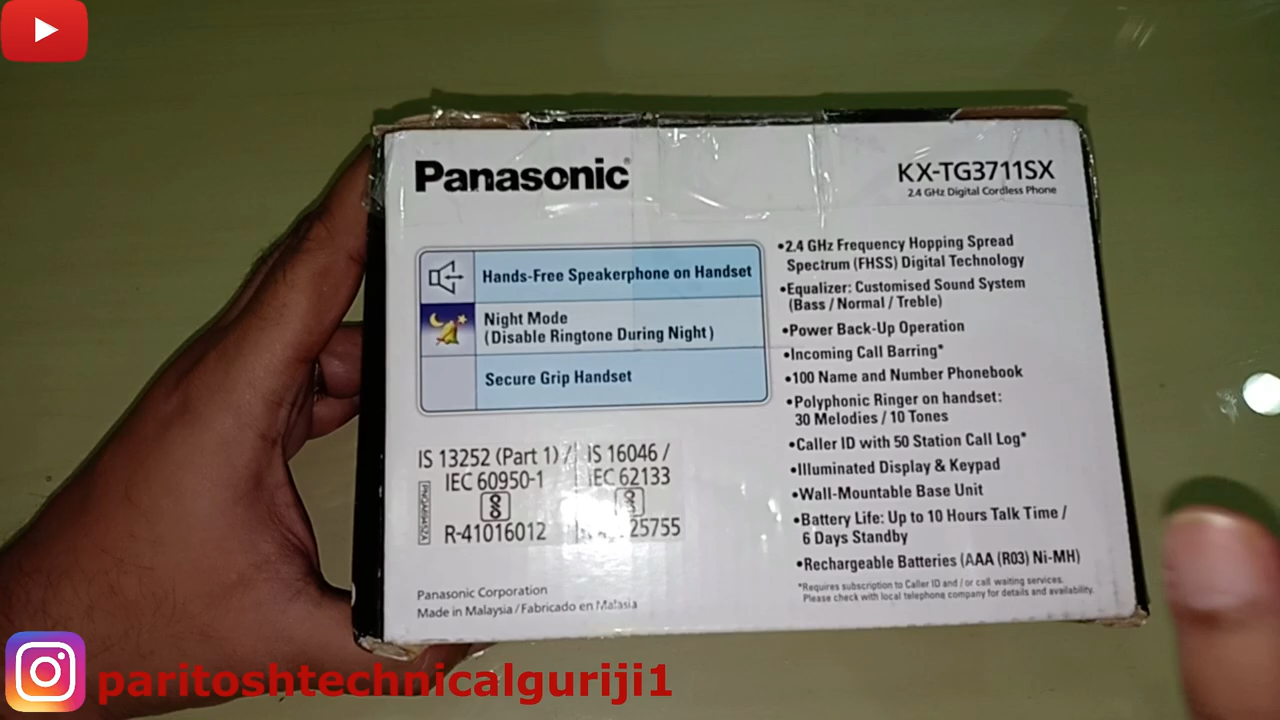 Panasonic
KX-TG3711SX
2.4 GHz Digital Cordless Phone
Hands-Free Speakerphone on Handset
Night Mode
(Disable Ringtone During Night)
Secure Grip Handset
•2.4 GHz Frequency Hopping Spread
Spectrum (FHSS) Digital Technology
•Equalizer: Customised Sound System
(Bass / Normal / Treble)
•Power Back-Up Operation
•Incoming Call Barring*
•100 Name and Number Phonebook
•Polyphonic Ringer on handset:
30 Melodies / 10 Tones
•Caller ID with 50 Station Call Log*
•Illuminated Display & Keypad
•Wall-Mountable Base Unit
•Battery Life: Up to 10 Hours Talk Time /
6 Days Standby
•Rechargeable Batteries (AAA (R03) Ni-MH)
*Requires subscription to Caller ID and / or call waiting services.
Please check with local telephone company for details and availability.
IS 13252 (Part 1) /
IEC 60950-1
R-41016012
IS 16046 /
IEC 62133
25755
Panasonic Corporation
Made in Malaysia / Fabricado en Malasia
paritoshtechnicalguriji1